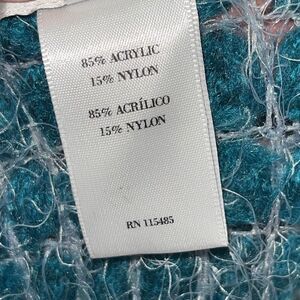 85% ACRYLIC
15% NYLON
85% ACRÍLICO
15% NYLON
RN 115485